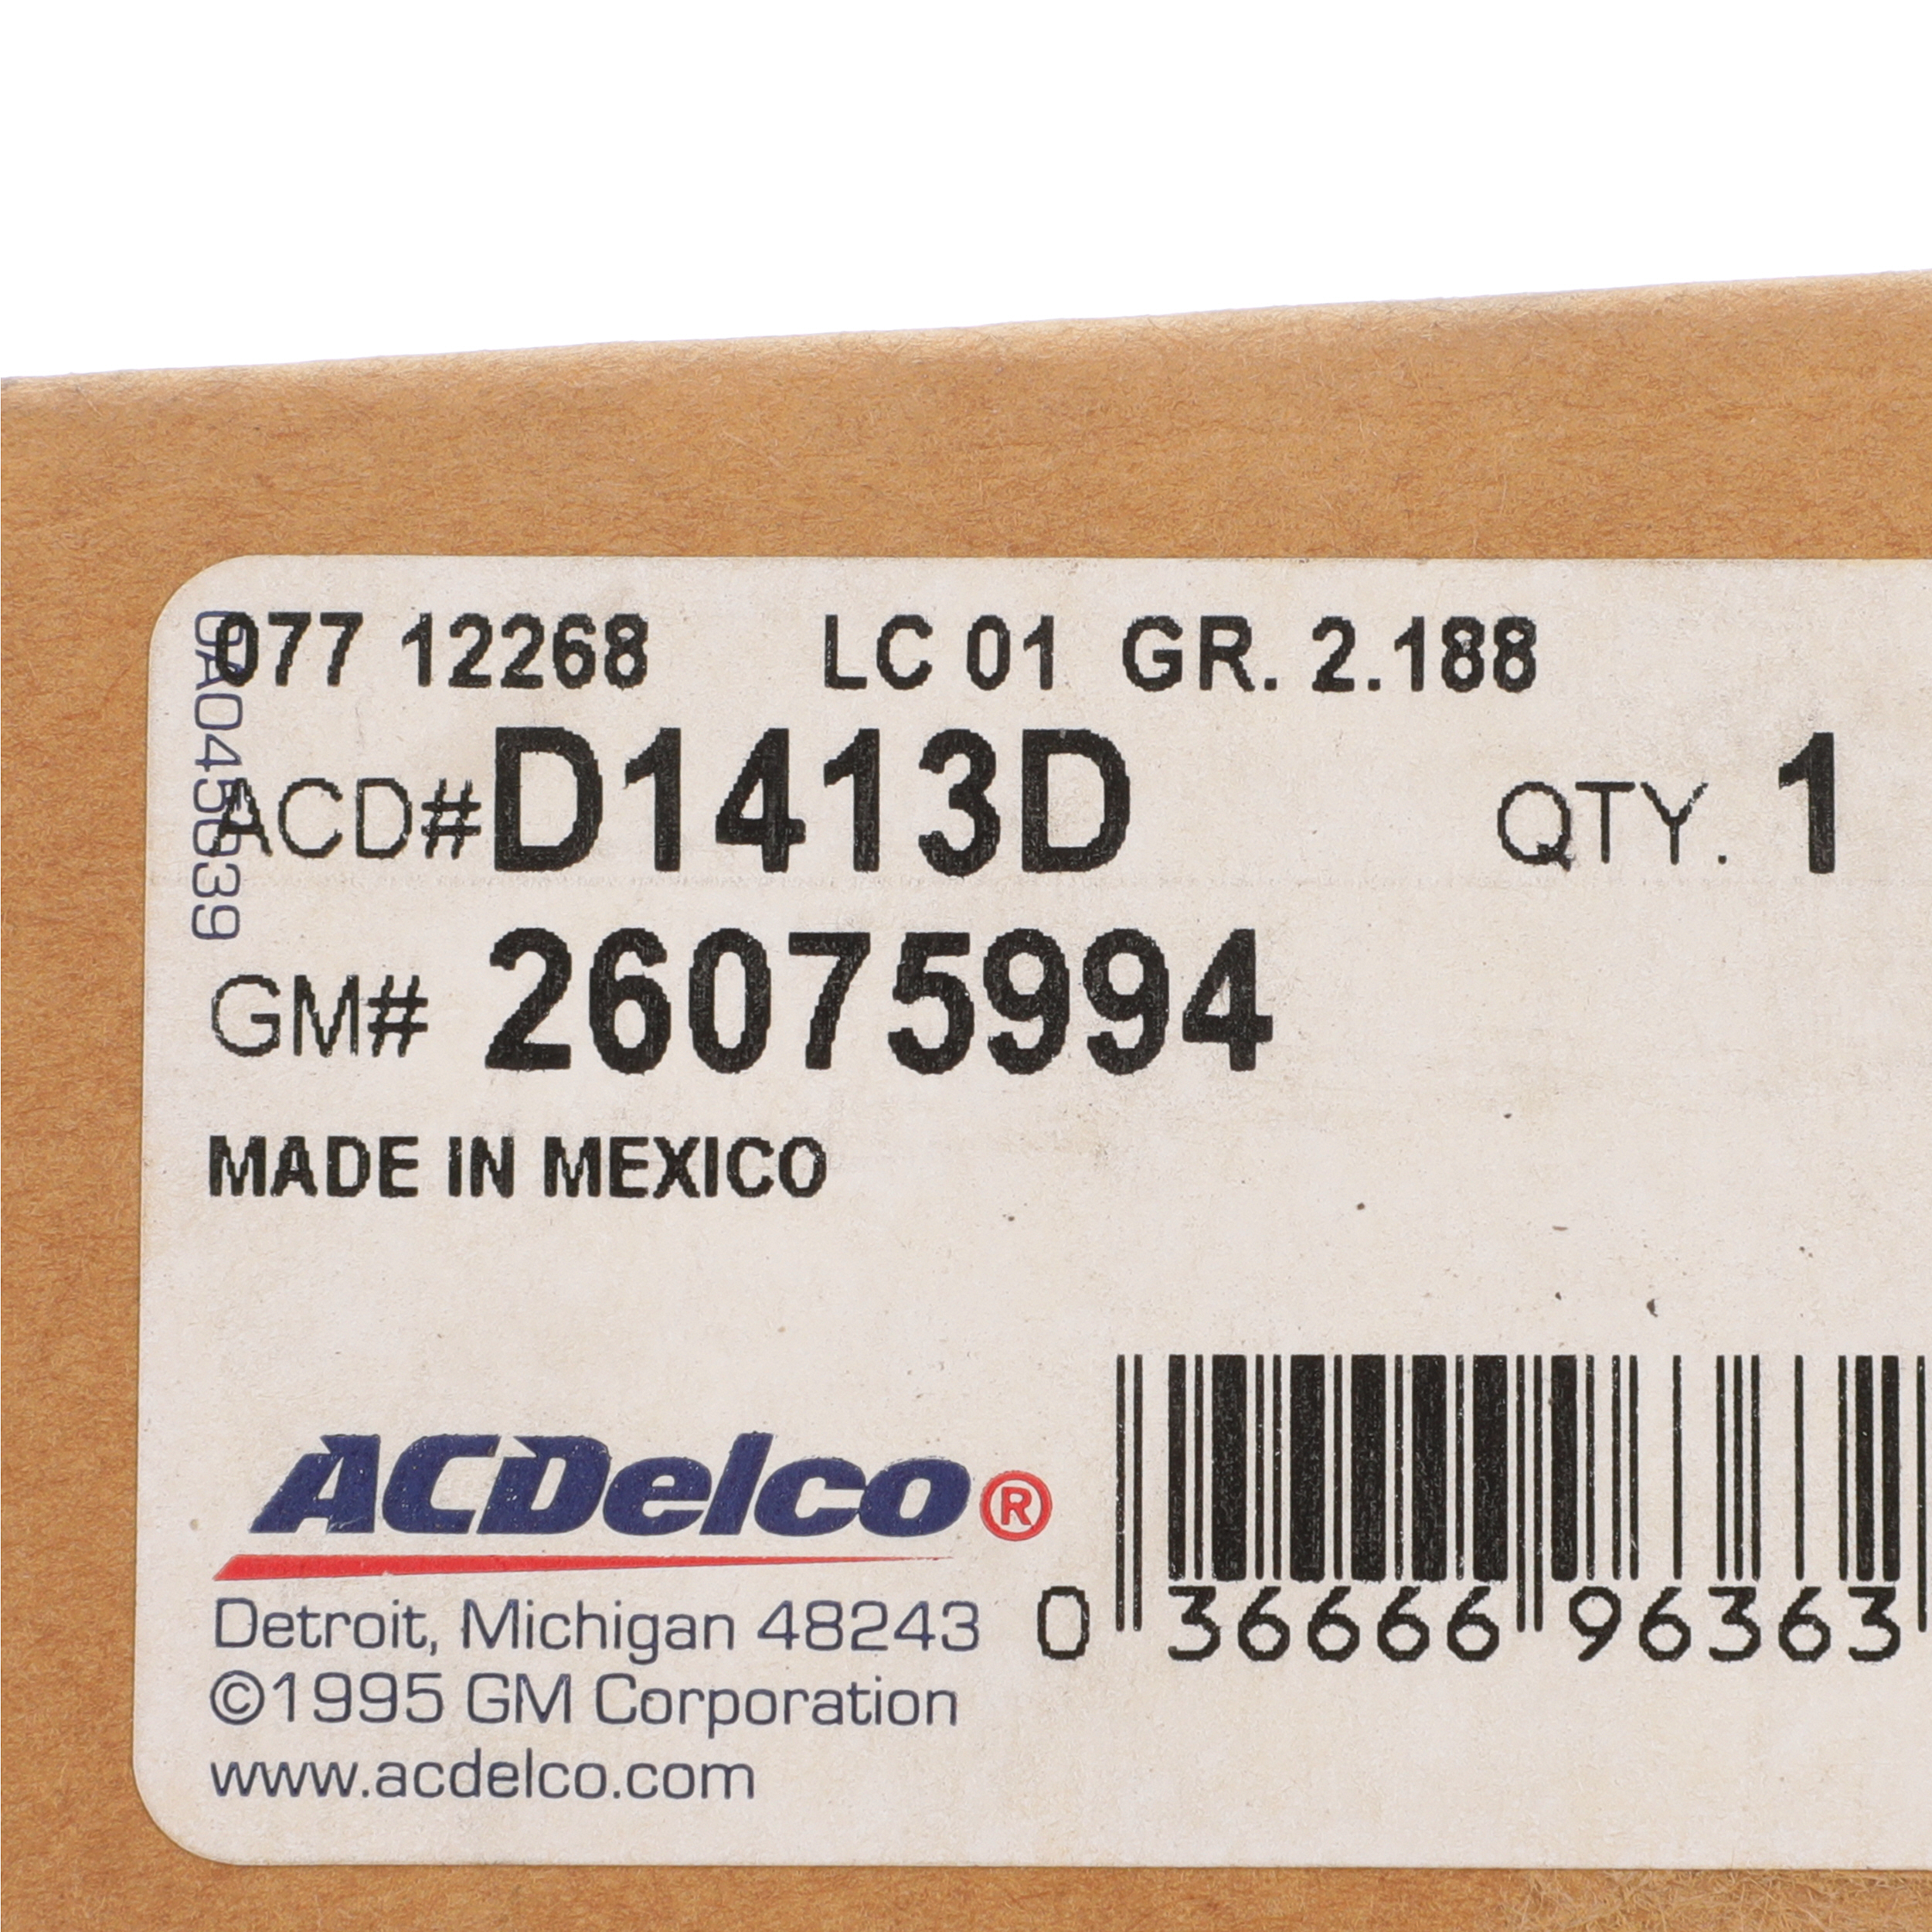 077 12268 LC 01 GR. 2.188
ACD# D1413D QTY. 1
GM# 26075994
MADE IN MEXICO
ACDelco®
Detroit, Michigan 48243
©1995 GM Corporation
www.acdelco.com
0 36666 96363